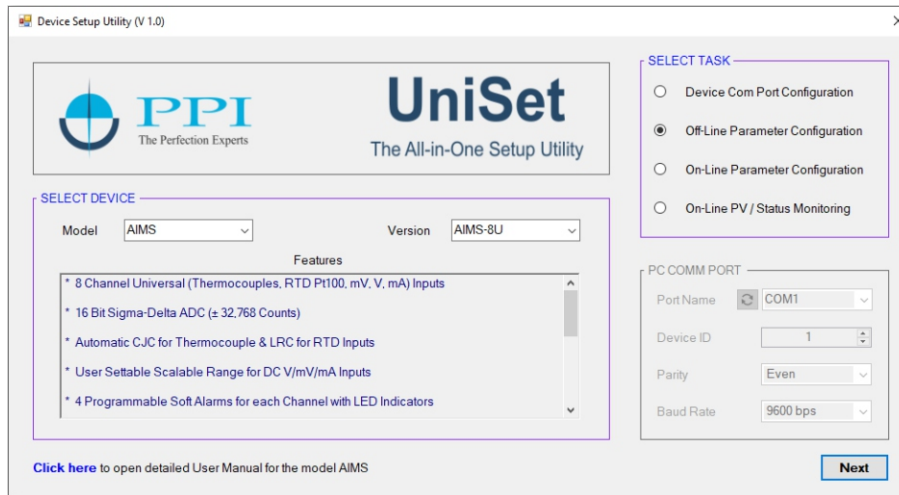 Device Setup Utility (V 1.0)
PPI
The Perfection Experts
UniSet
The All-in-One Setup Utility
SELECT DEVICE
Model AIMS Version AIMS-8U
Features
* 8 Channel Universal (Thermocouples, RTD Pt100, mV, V, mA) Inputs
* 16 Bit Sigma-Delta ADC (± 32,768 Counts)
* Automatic CJC for Thermocouple & LRC for RTD Inputs
* User Settable Scalable Range for DC V/mV/mA Inputs
* 4 Programmable Soft Alarms for each Channel with LED Indicators
Click here to open detailed User Manual for the model AIMS
SELECT TASK
Device Com Port Configuration
Off-Line Parameter Configuration
On-Line Parameter Configuration
On-Line PV / Status Monitoring
PC COMM PORT
Port Name COM1
Device ID 1
Parity Even
Baud Rate 9600 bps
Next